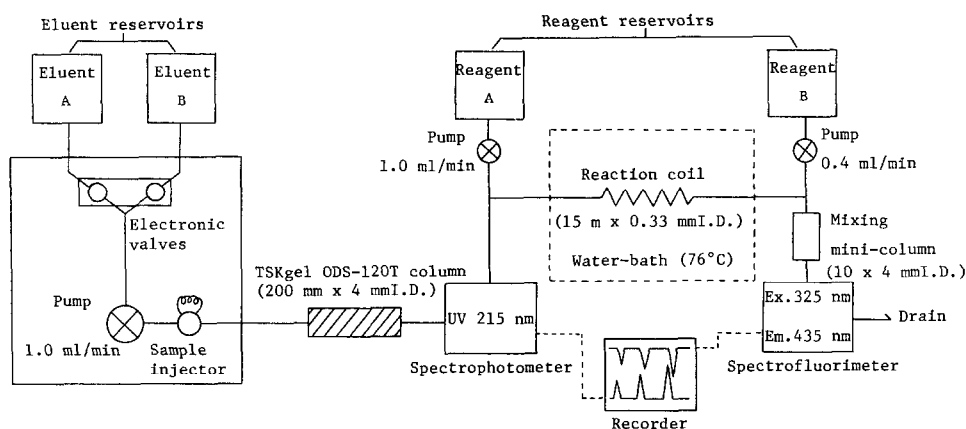 Eluent reservoirs
Reagent reservoirs
Eluent
A
Eluent
B
Reagent
A
Reagent
B
Pump
1.0 ml/min
Pump
0.4 ml/min
Reaction coil
(15 m x 0.33 mmI.D.)
Water-bath (76°C)
Mixing
mini-column
(10 x 4 mmI.D.)
Electronic
valves
TSKgel ODS-120T column
(200 mm x 4 mmI.D.)
Pump
1.0 ml/min
Sample
injector
UV 215 nm
Spectrophotometer
Ex.325 nm
Em.435 nm
Drain
Spectrofluorimeter
Recorder